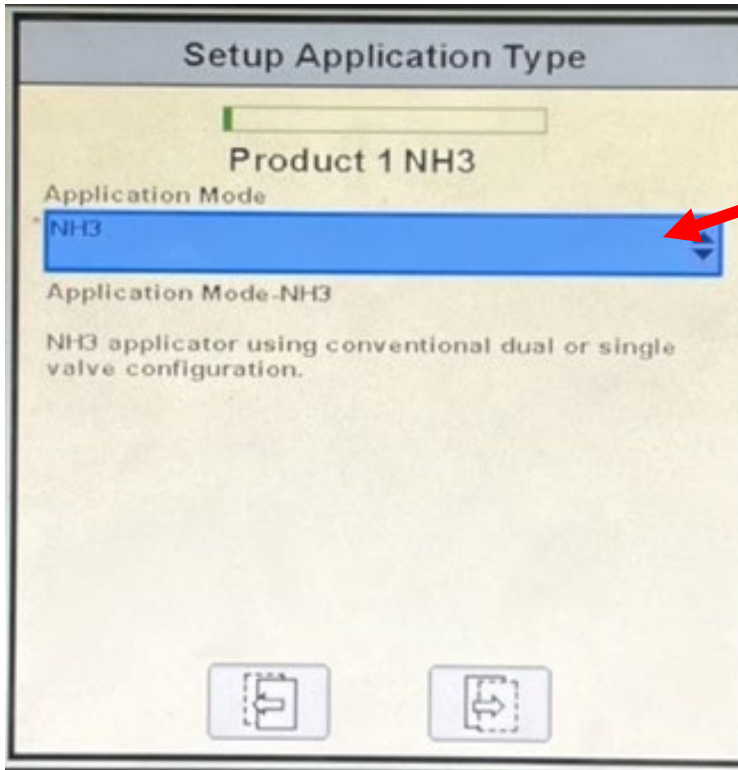 Setup Application Type
Product 1 NH3
Application Mode
NH3
Application Mode-NH3
NH3 applicator using conventional dual or single
valve configuration.